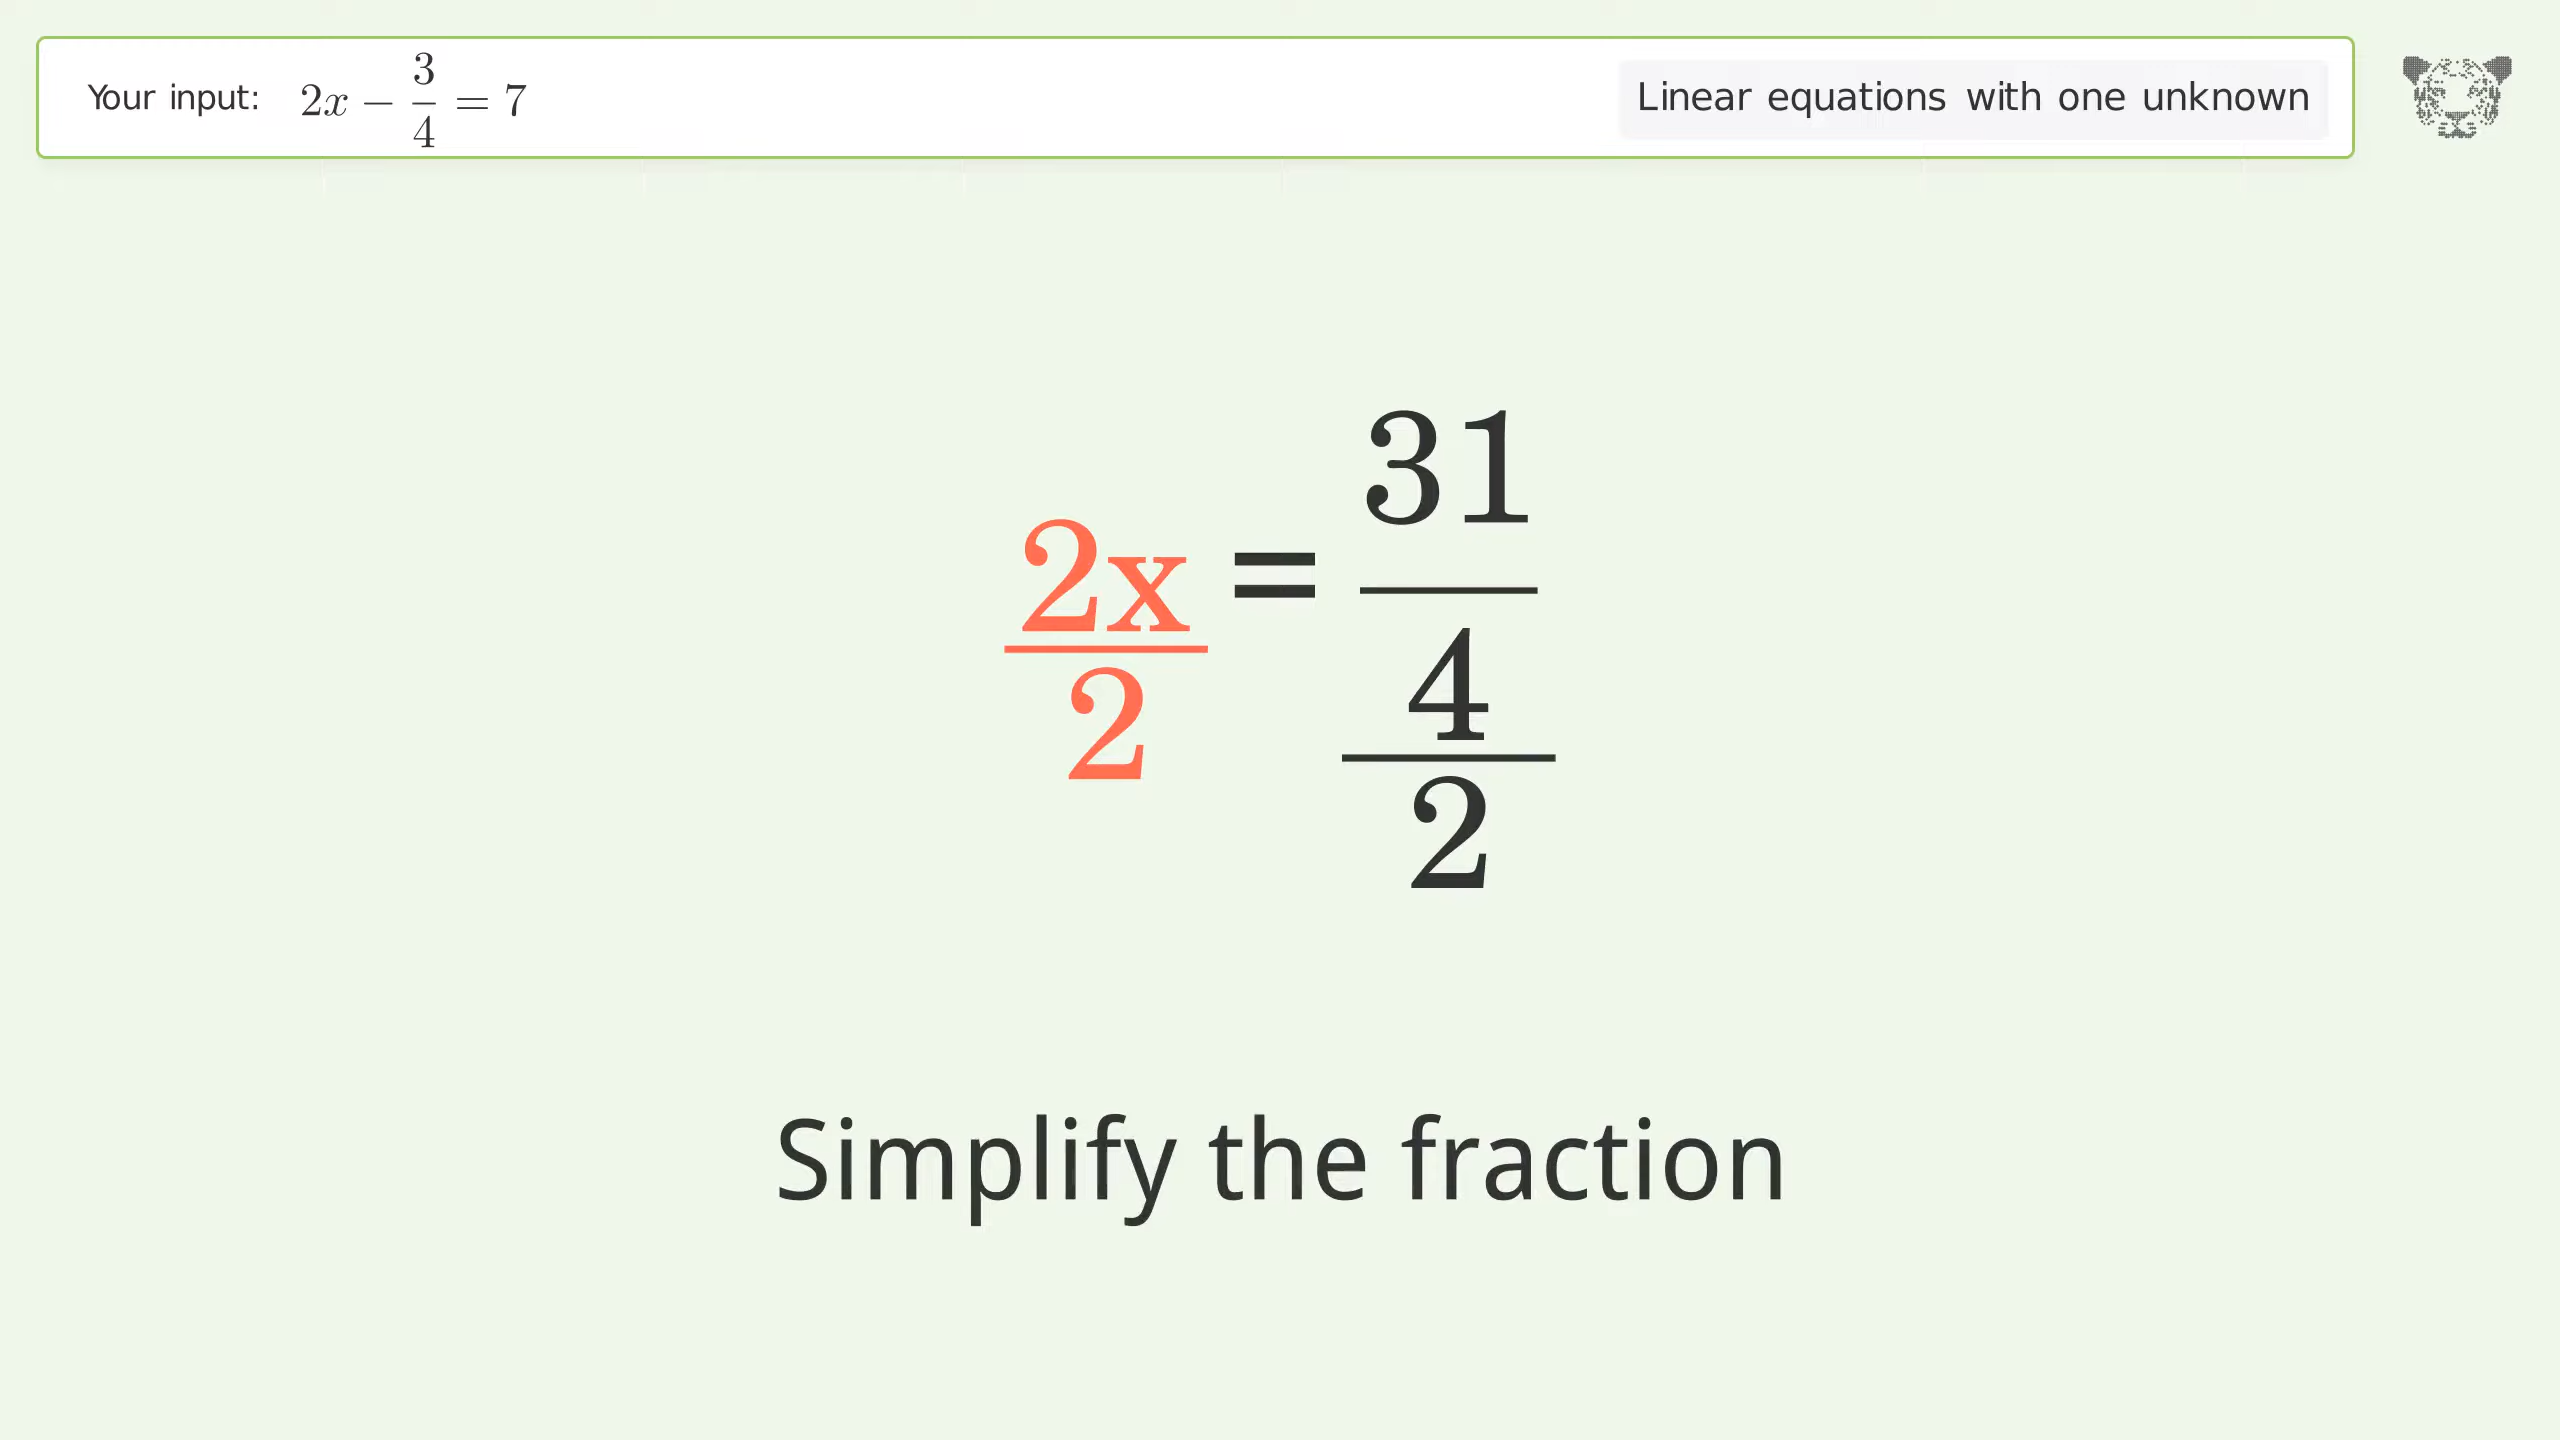 Your input: 2x − 3/4 = 7
Linear equations with one unknown
2x/2 = 31/4/2
Simplify the fraction